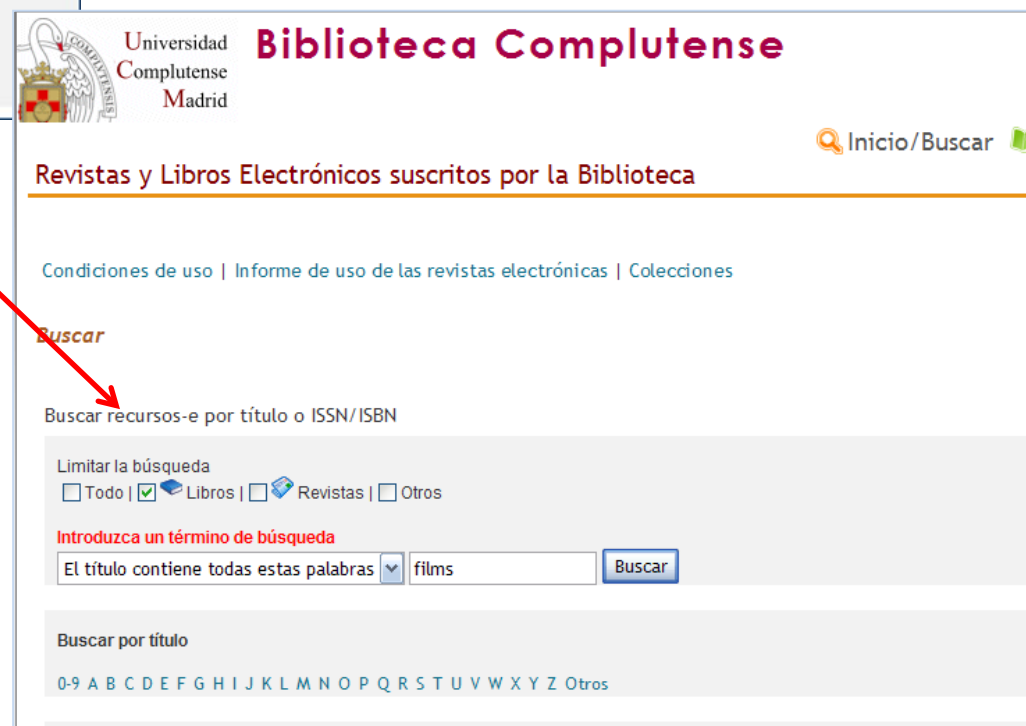 Universidad
Complutense
Madrid
Biblioteca Complutense
Inicio/Buscar
Revistas y Libros Electrónicos suscritos por la Biblioteca
Condiciones de uso | Informe de uso de las revistas electrónicas | Colecciones
Buscar
Buscar recursos-e por título o ISSN/ISBN
Limitar la búsqueda
Todo | Libros | Revistas | Otros
Introduzca un término de búsqueda
El título contiene todas estas palabras films Buscar
Buscar por título
0-9 A B C D E F G H I J K L M N O P Q R S T U V W X Y Z Otros